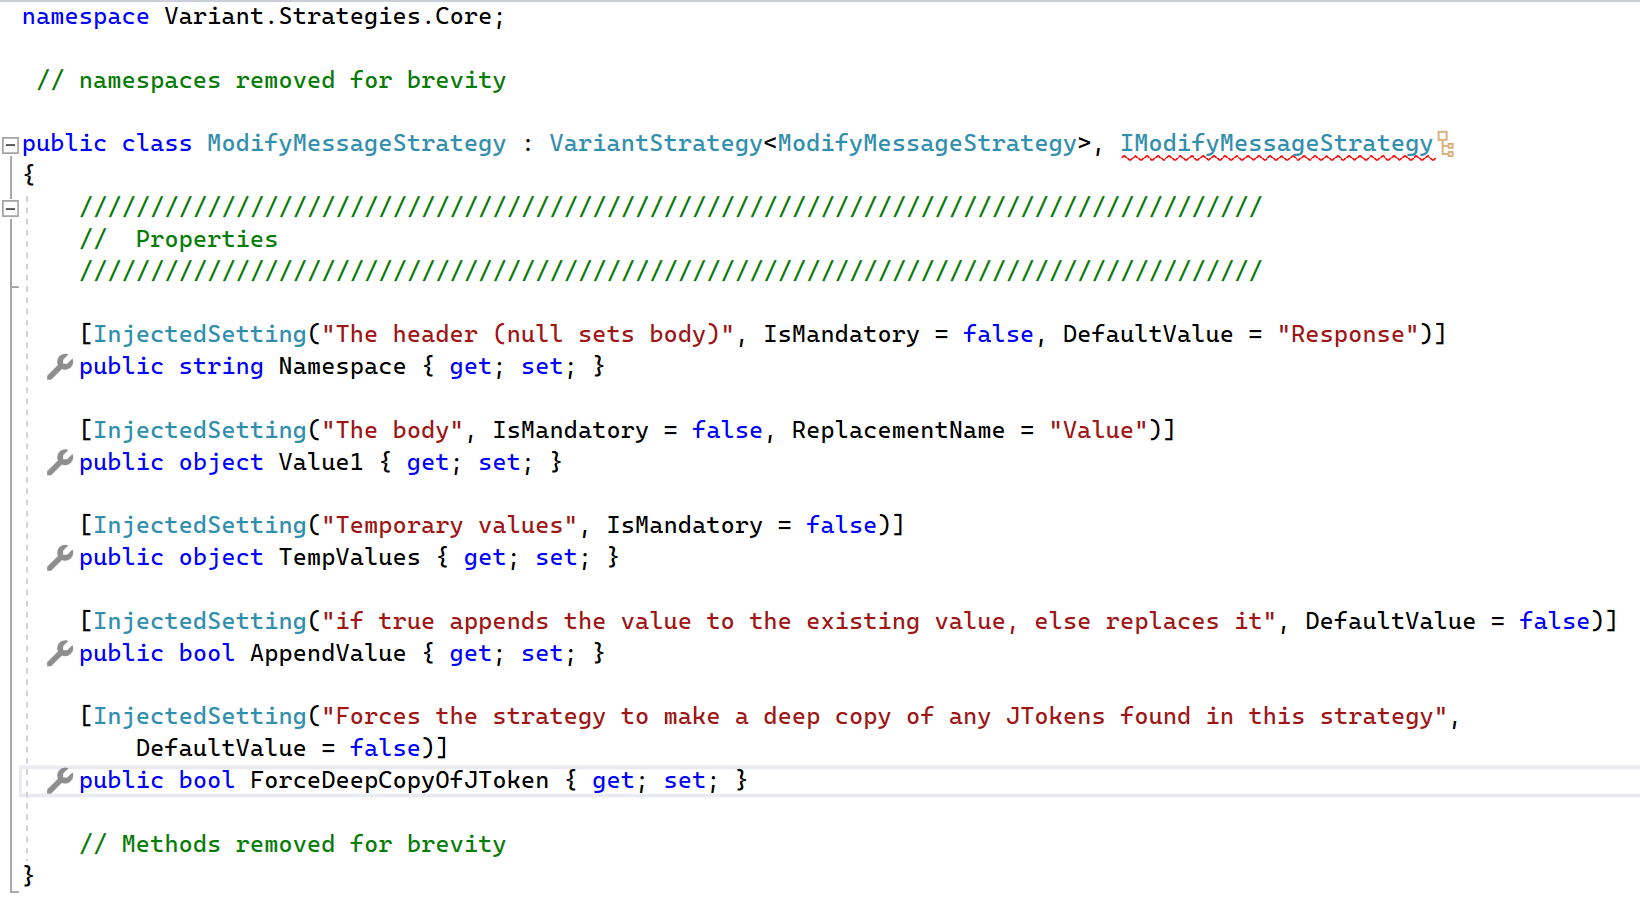 namespace Variant.Strategies.Core;
// namespaces removed for brevity
public class ModifyMessageStrategy : VariantStrategy<ModifyMessageStrategy>, IModifyMessageStrategy
{
///////////////////////////////////////////////////////////////////////////////////
// Properties
///////////////////////////////////////////////////////////////////////////////////
[InjectedSetting("The header (null sets body)", IsMandatory = false, DefaultValue = "Response")]
public string Namespace { get; set; }
[InjectedSetting("The body", IsMandatory = false, ReplacementName = "Value")]
public object Value1 { get; set; }
[InjectedSetting("Temporary values", IsMandatory = false)]
public object TempValues { get; set; }
[InjectedSetting("if true appends the value to the existing value, else replaces it", DefaultValue = false)]
public bool AppendValue { get; set; }
[InjectedSetting("Forces the strategy to make a deep copy of any JTokens found in this strategy",
DefaultValue = false)]
public bool ForceDeepCopyOfJToken { get; set; }
// Methods removed for brevity
}